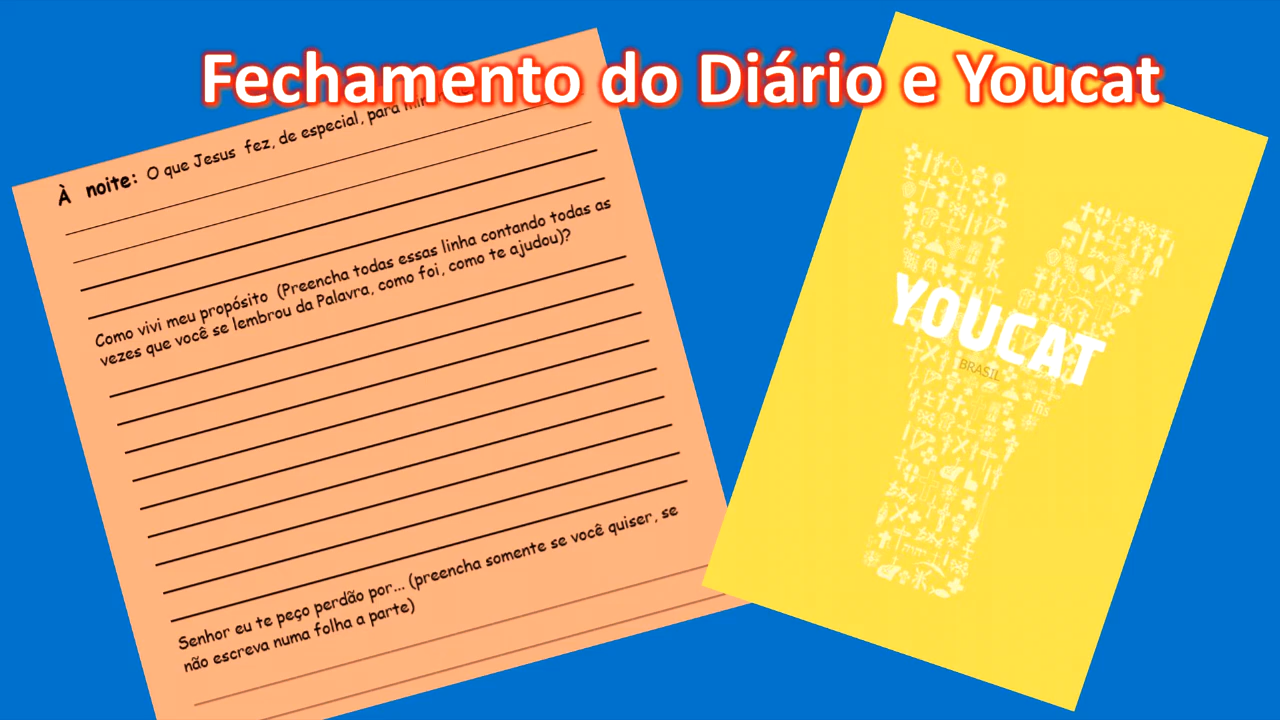 Fechamento do Diário e Youcat
À noite: O que Jesus fez, de especial, para
Como vivi meu propósito (Preencha todas essas linha contando todas as
vezes que você se lembrou da Palavra, como foi, como te ajudou)?
Senhor eu te peço perdão por... (preencha somente se você quiser, se
não escreva numa folha a parte)
YOUCAT
BRASIL